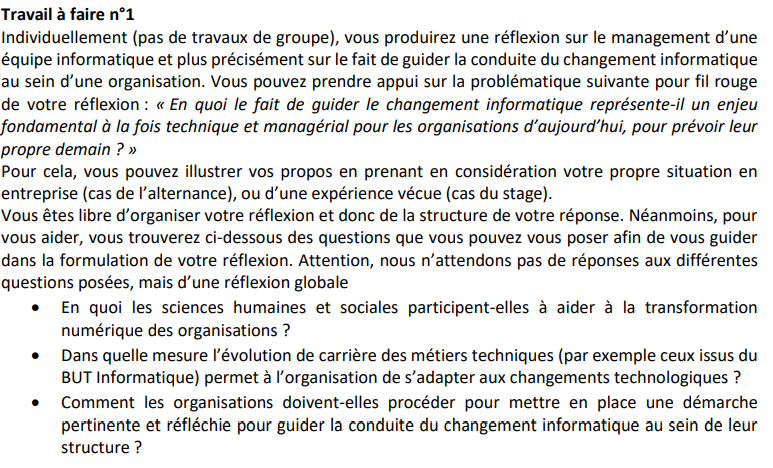 Travail à faire n°1
Individuellement (pas de travaux de groupe), vous produirez une réflexion sur le management d’une
équipe informatique et plus précisément sur le fait de guider la conduite du changement informatique
au sein d’une organisation. Vous pouvez prendre appui sur la problématique suivante pour fil rouge
de votre réflexion : « En quoi le fait de guider le changement informatique représente-il un enjeu
fondamental à la fois technique et managérial pour les organisations d’aujourd’hui, pour prévoir leur
propre demain ? »
Pour cela, vous pouvez illustrer vos propos en prenant en considération votre propre situation en
entreprise (cas de l’alternance), ou d’une expérience vécue (cas du stage).
Vous êtes libre d’organiser votre réflexion et donc de la structure de votre réponse. Néanmoins, pour
vous aider, vous trouverez ci-dessous des questions que vous pouvez vous poser afin de vous guider
dans la formulation de votre réflexion. Attention, nous n’attendons pas de réponses aux différentes
questions posées, mais d’une réflexion globale
• En quoi les sciences humaines et sociales participent-elles à aider à la transformation
numérique des organisations ?
• Dans quelle mesure l’évolution de carrière des métiers techniques (par exemple ceux issus du
BUT Informatique) permet à l’organisation de s’adapter aux changements technologiques ?
• Comment les organisations doivent-elles procéder pour mettre en place une démarche
pertinente et réfléchie pour guider la conduite du changement informatique au sein de leur
structure ?